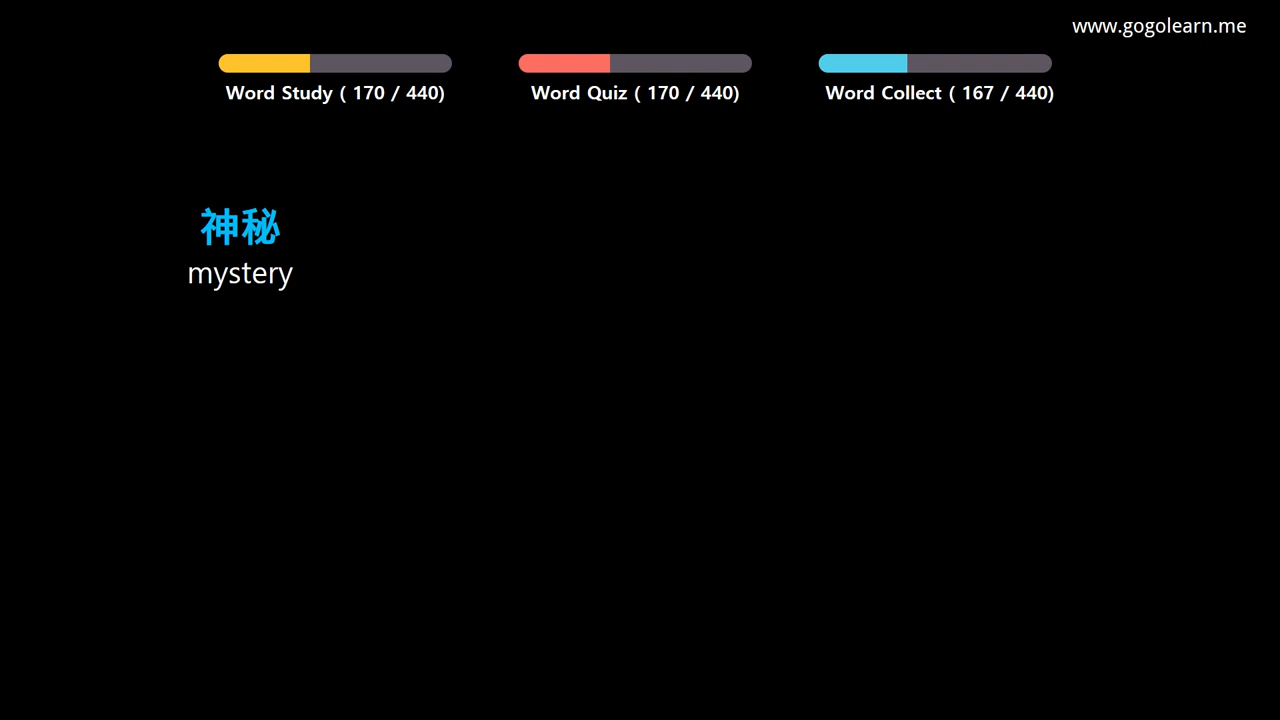 www.gogolearn.me
Word Study ( 170 / 440)
Word Quiz ( 170 / 440)
Word Collect ( 167 / 440)
神秘
mystery